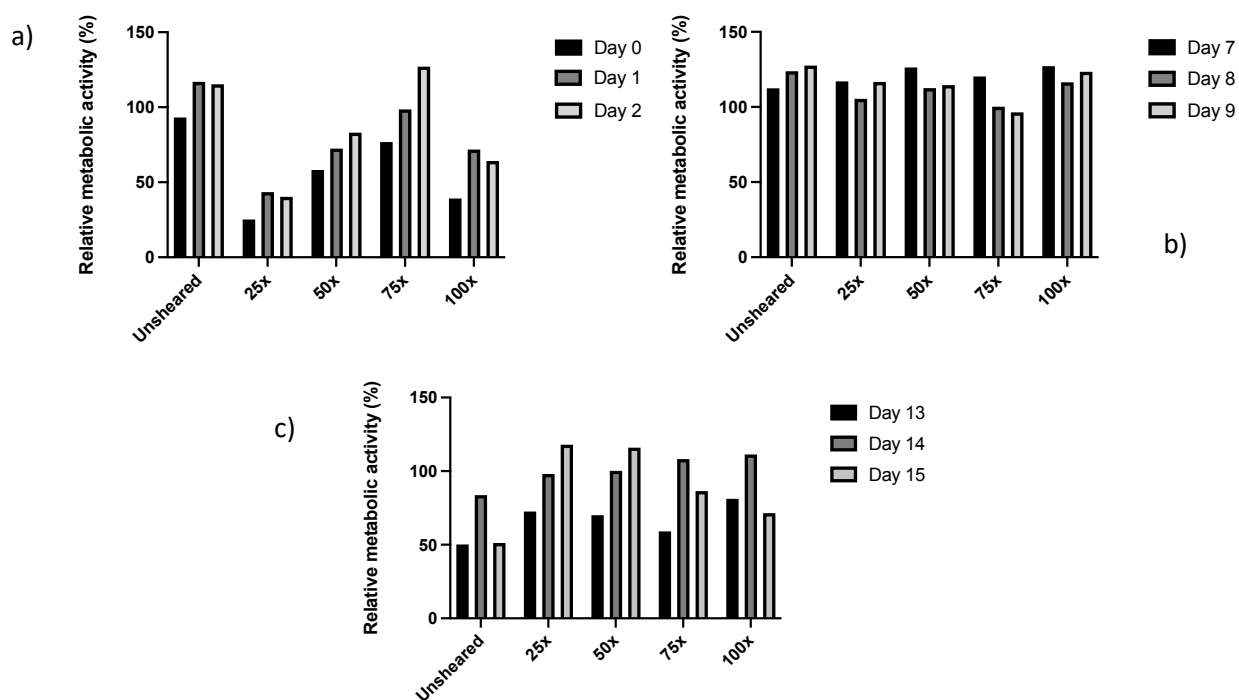 a)
Relative metabolic activity (%)
150
100
50
0
Unsheared
25x
50x
75x
100x
Day 0
Day 1
Day 2
Relative metabolic activity (%)
150
100
50
0
Unsheared
25x
50x
75x
100x
Day 7
Day 8
Day 9
b)
c)
Relative metabolic activity (%)
150
100
50
0
Unsheared
25x
50x
75x
100x
Day 13
Day 14
Day 15